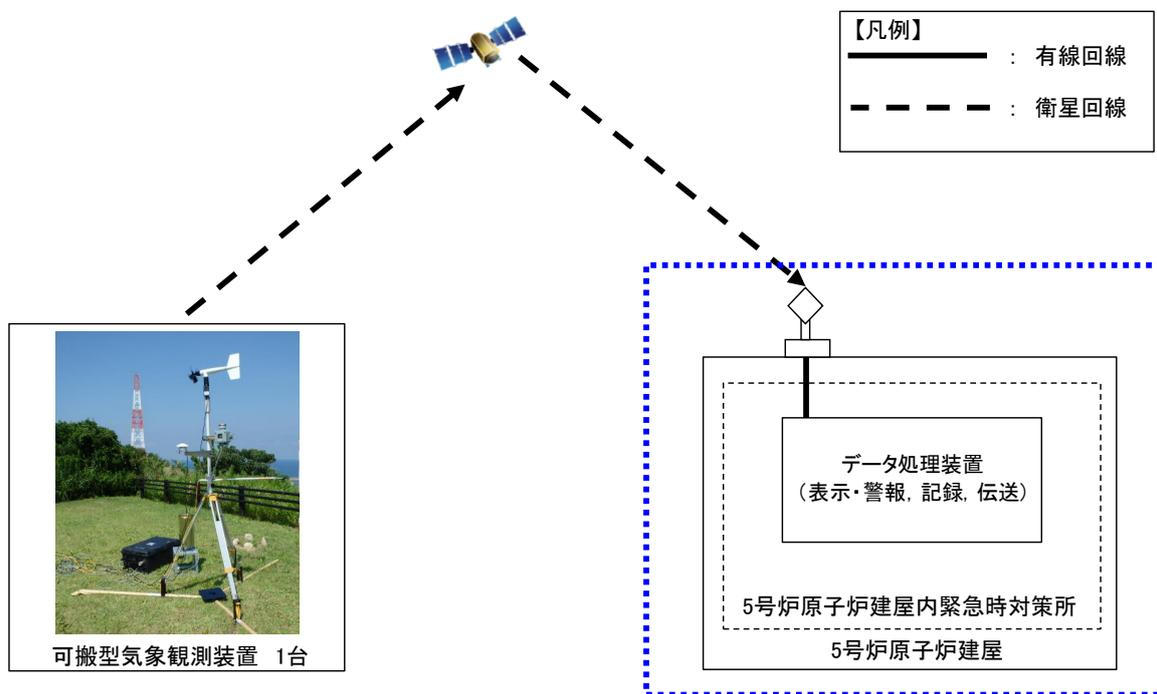 【凡例】
： 有線回線
： 衛星回線
データ処理装置
（表示・警報，記録，伝送）
5号炉原子炉建屋内緊急時対策所
5号炉原子炉建屋
可搬型気象観測装置 1台